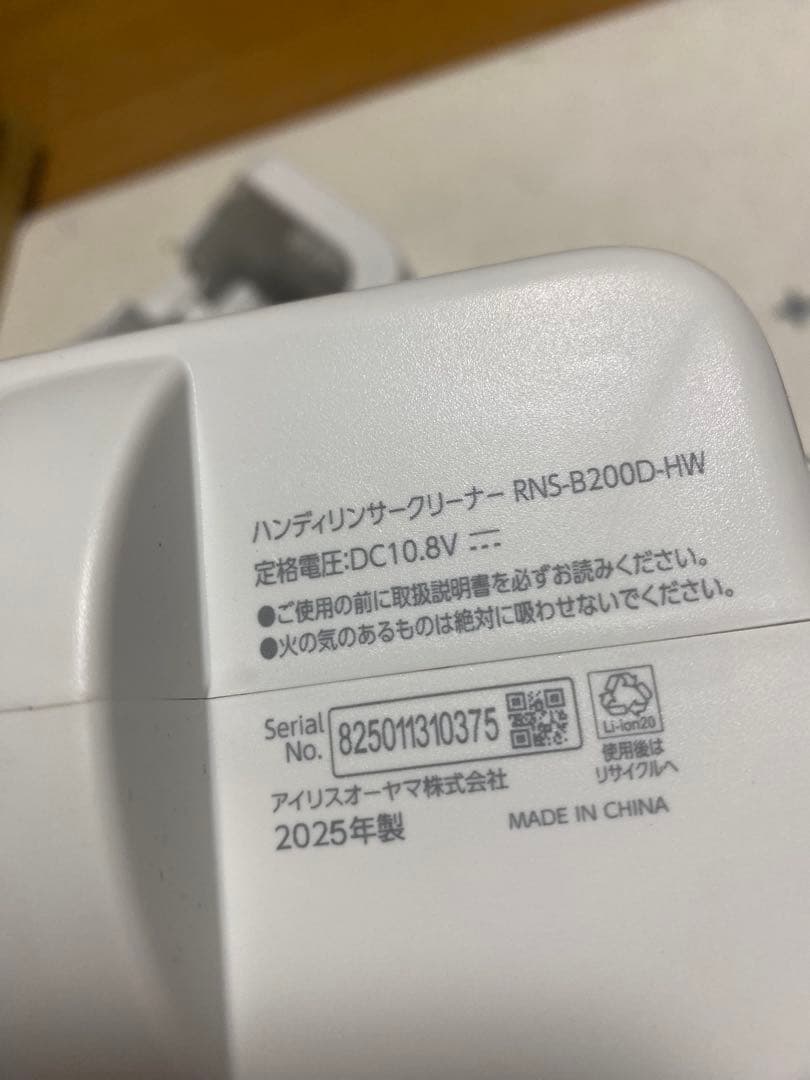 ハンディリンサークリーナー RNS-B200D-HW
定格電圧:DC10.8V
●ご使用の前に取扱説明書を必ずお読みください。
●火の気のあるものは絶対に吸わせないでください。
Serial No. 825011310375
Li-ion20
使用後は
リサイクルへ
アイリスオーヤマ株式会社
2025年製
MADE IN CHINA